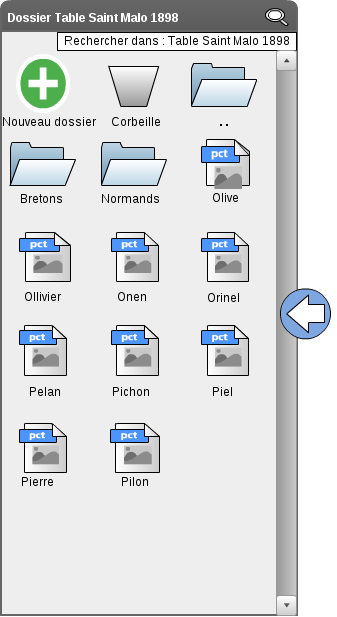 Dossier Table Saint Malo 1898
Rechercher dans : Table Saint Malo 1898
Nouveau dossier Corbeille ..
Bretons Normands pct Olive
pct pct pct
Ollivier Onen Orinel
pct pct pct
Pelan Pichon Piel
pct pct
Pierre Pilon